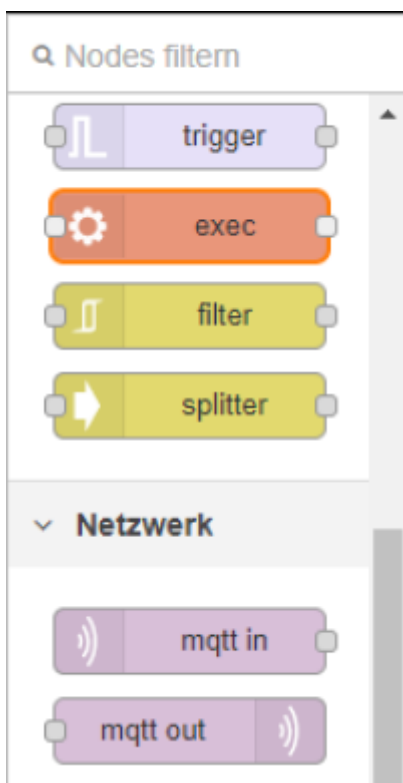 Nodes filtern
trigger
exec
filter
splitter
Netzwerk
mqtt in
mqtt out